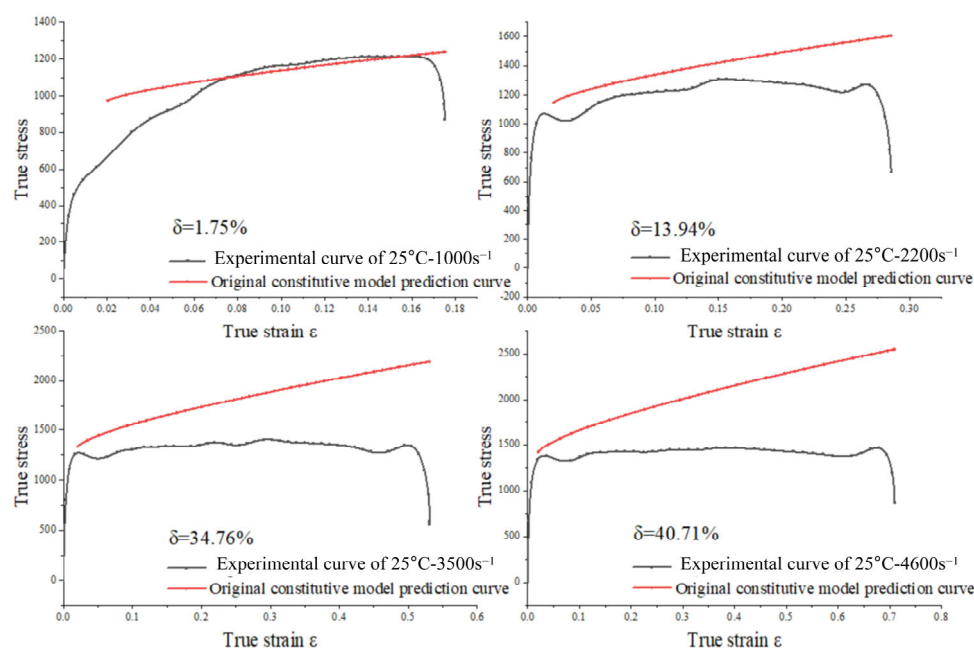 1400
1200
1000
800
600
400
200
0
True stress
δ=1.75%
Experimental curve of 25°C-1000s⁻¹
Original constitutive model prediction curve
0.00 0.02 0.04 0.06 0.08 0.10 0.12 0.14 0.16 0.18
True strain ε
1600
1400
1200
1000
800
600
400
200
0
-200
True stress
δ=13.94%
Experimental curve of 25°C-2200s⁻¹
Original constitutive model prediction curve
0.00 0.05 0.10 0.15 0.20 0.25 0.30
True strain ε
2500
2000
1500
1000
500
0
True stress
δ=34.76%
Experimental curve of 25°C-3500s⁻¹
Original constitutive model prediction curve
0.0 0.1 0.2 0.3 0.4 0.5 0.6
True strain ε
2500
2000
1500
1000
500
0
True stress
δ=40.71%
Experimental curve of 25°C-4600s⁻¹
Original constitutive model prediction curve
0.0 0.1 0.2 0.3 0.4 0.5 0.6 0.7 0.8
True strain ε